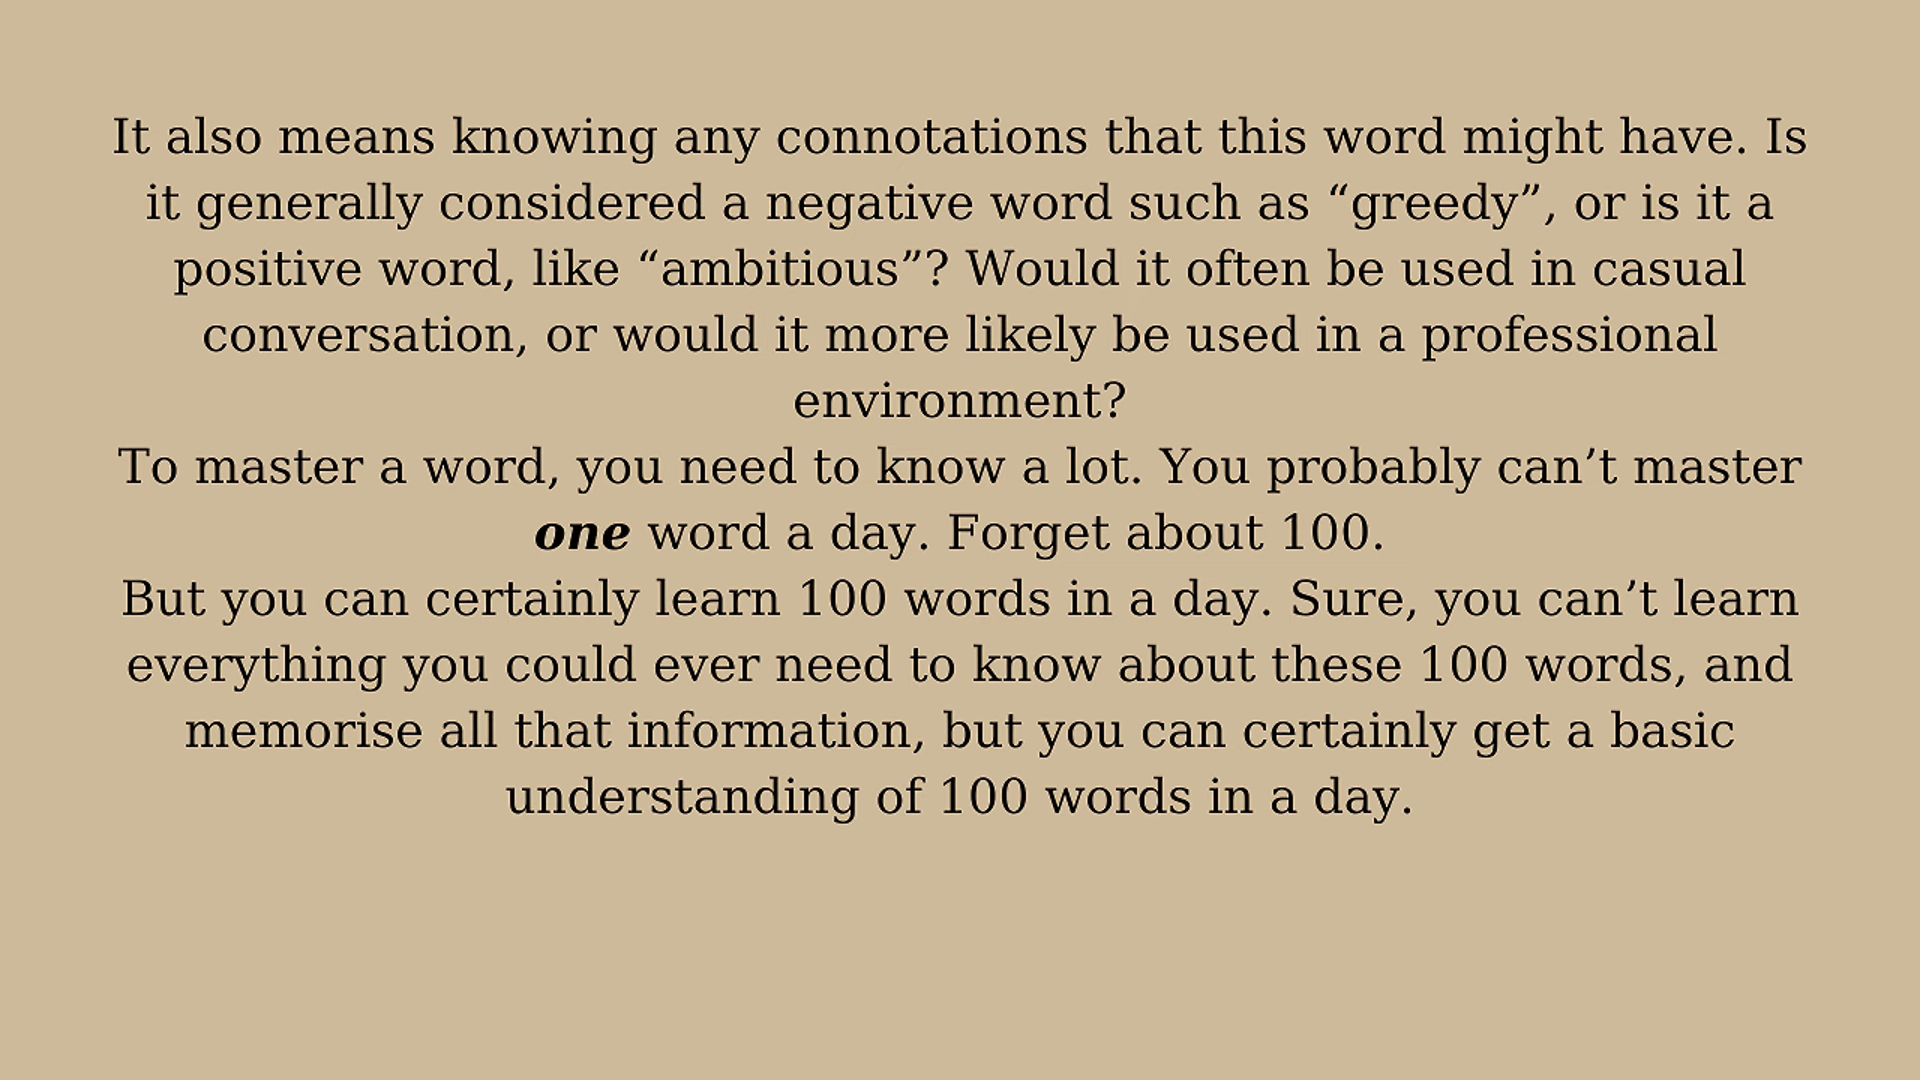 It also means knowing any connotations that this word might have. Is
it generally considered a negative word such as “greedy”, or is it a
positive word, like “ambitious”? Would it often be used in casual
conversation, or would it more likely be used in a professional
environment?
To master a word, you need to know a lot. You probably can’t master
one word a day. Forget about 100.
But you can certainly learn 100 words in a day. Sure, you can’t learn
everything you could ever need to know about these 100 words, and
memorise all that information, but you can certainly get a basic
understanding of 100 words in a day.